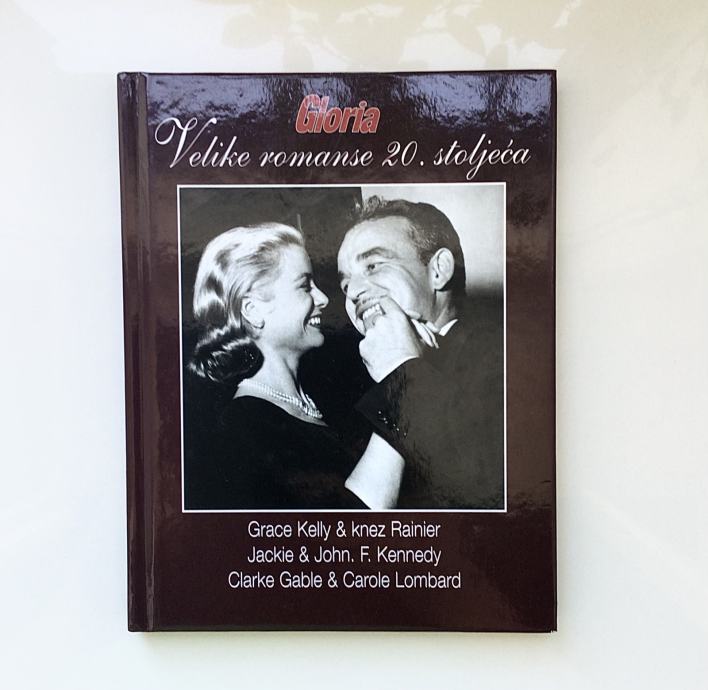 Gloria
Velike romanse 20. stoljeća
Grace Kelly & knez Rainier
Jackie & John. F. Kennedy
Clarke Gable & Carole Lombard